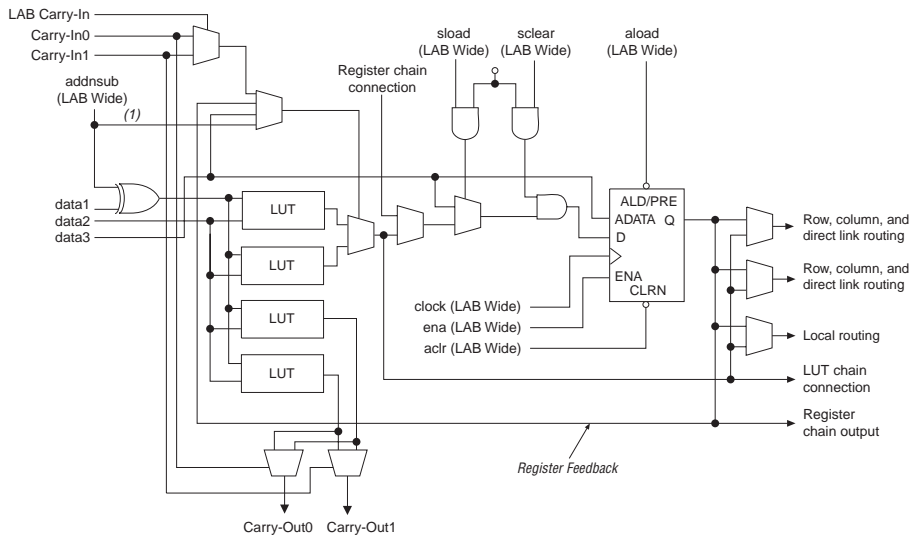 LAB Carry-In
Carry-In0
Carry-In1
addnsub
(LAB Wide)
(1)
data1
data2
data3
Register chain
connection
sload
(LAB Wide)
sclear
(LAB Wide)
aload
(LAB Wide)
LUT
LUT
LUT
LUT
ALD/PRE
ADATA
Q
D
ENA
CLRN
clock (LAB Wide)
ena (LAB Wide)
aclr (LAB Wide)
Row, column, and
direct link routing
Row, column, and
direct link routing
Local routing
LUT chain
connection
Register
chain output
Register Feedback
Carry-Out0
Carry-Out1